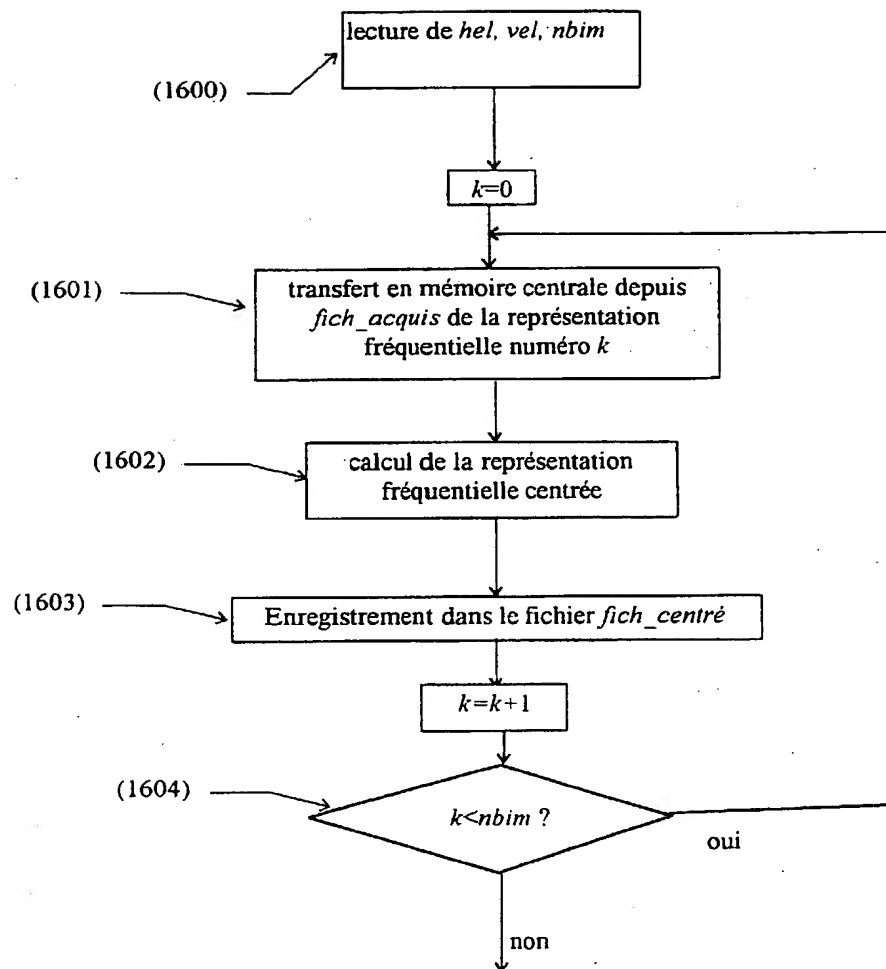 lecture de hel, vel, nbim
(1600)
k=0
(1601)
transfert en mémoire centrale depuis
fich_acquis de la représentation
fréquentielle numéro k
(1602)
calcul de la représentation
fréquentielle centrée
(1603)
Enregistrement dans le fichier fich_centré
k=k+1
(1604)
k<nbim ?
oui
non